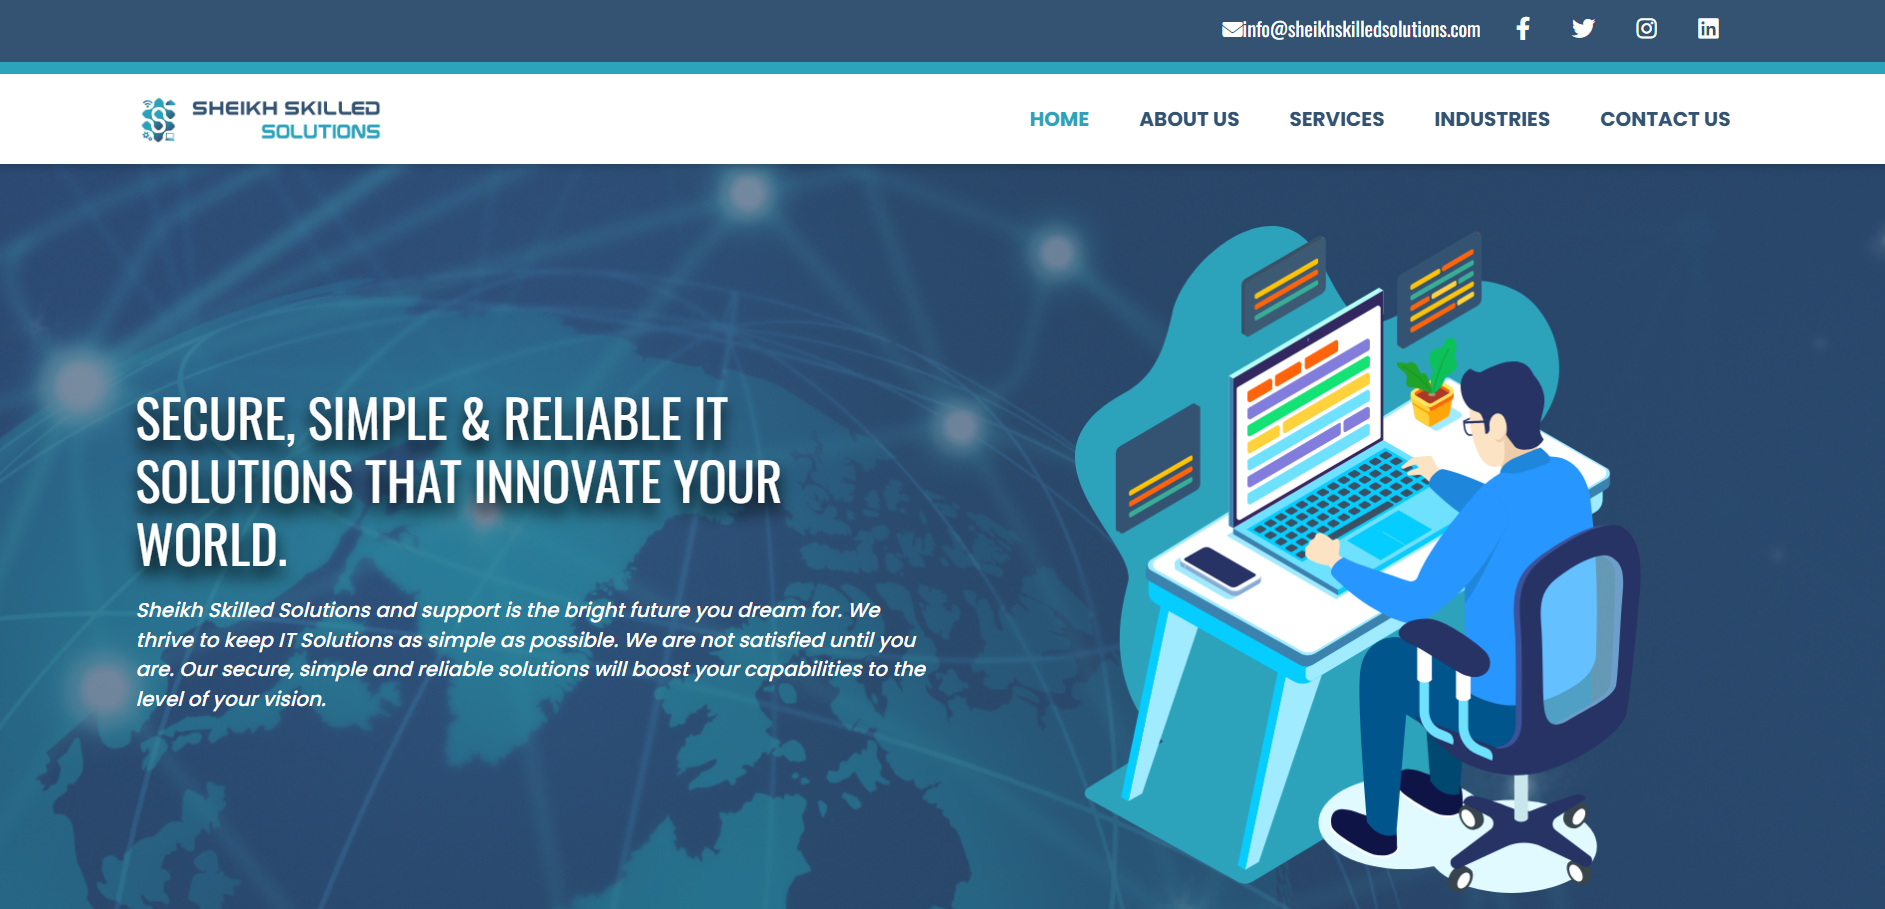 info@sheikhskilledsolutions.com
SHEIKH SKILLED
SOLUTIONS
HOME
ABOUT US
SERVICES
INDUSTRIES
CONTACT US
SECURE, SIMPLE & RELIABLE IT
SOLUTIONS THAT INNOVATE YOUR
WORLD.
Sheikh Skilled Solutions and support is the bright future you dream for. We
thrive to keep IT Solutions as simple as possible. We are not satisfied until you
are. Our secure, simple and reliable solutions will boost your capabilities to the
level of your vision.